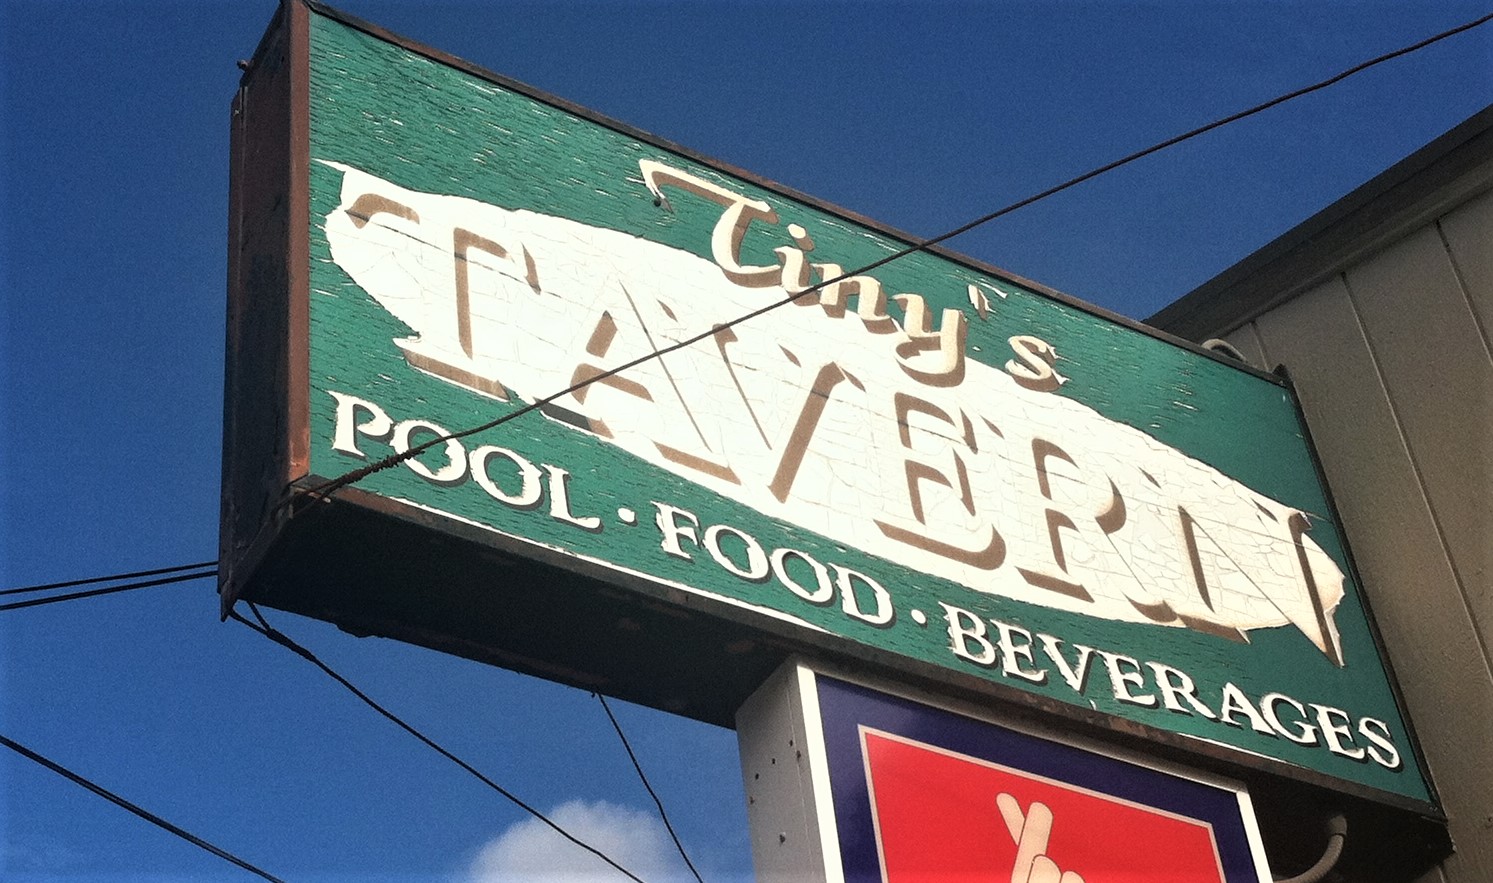 Tiny's
TAVERN
POOL · FOOD · BEVERAGES